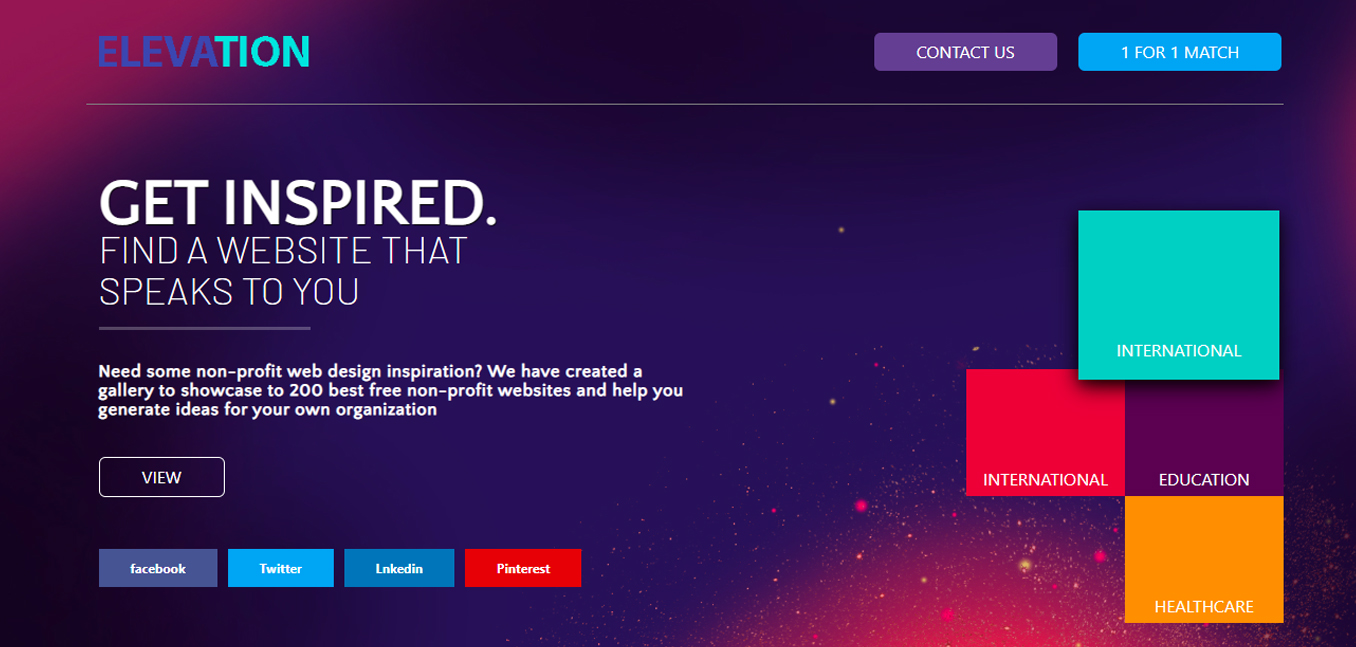 ELEVATION
CONTACT US
1 FOR 1 MATCH
GET INSPIRED.
FIND A WEBSITE THAT
SPEAKS TO YOU
Need some non-profit web design inspiration? We have created a
gallery to showcase to 200 best free non-profit websites and help you
generate ideas for your own organization
VIEW
facebook
Twitter
Lnkedin
Pinterest
INTERNATIONAL
INTERNATIONAL
EDUCATION
HEALTHCARE